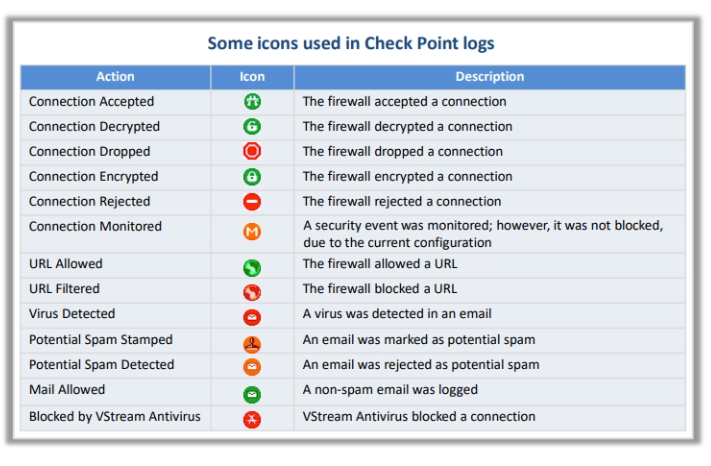 Some icons used in Check Point logs
Action Icon Description
Connection Accepted The firewall accepted a connection
Connection Decrypted The firewall decrypted a connection
Connection Dropped The firewall dropped a connection
Connection Encrypted The firewall encrypted a connection
Connection Rejected The firewall rejected a connection
Connection Monitored M A security event was monitored; however, it was not blocked,
due to the current configuration
URL Allowed The firewall allowed a URL
URL Filtered The firewall blocked a URL
Virus Detected A virus was detected in an email
Potential Spam Stamped An email was marked as potential spam
Potential Spam Detected An email was rejected as potential spam
Mail Allowed A non-spam email was logged
Blocked by VStream Antivirus VStream Antivirus blocked a connection